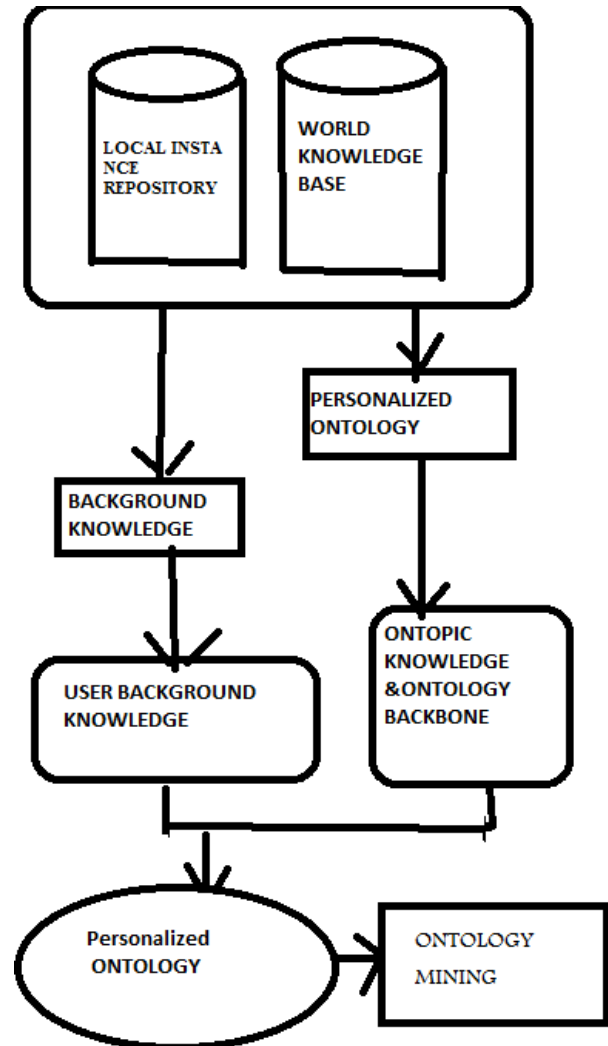 LOCAL INSTA
NCE
REPOSITORY
WORLD
KNOWLEDGE
BASE
PERSONALIZED
ONTOLOGY
BACKGROUND
KNOWLEDGE
USER BACKGROUND
KNOWLEDGE
ONTOPIC
KNOWLEDGE
&ONTOLOGY
BACKBONE
Personalized
ONTOLOGY
ONTOLOGY
MINING